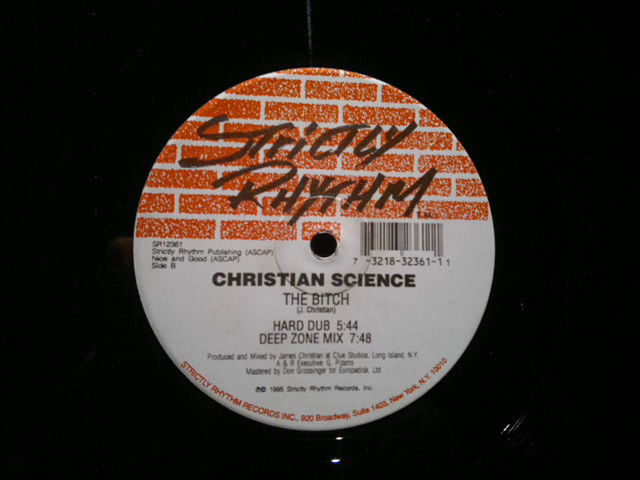 STRICTLY
RHYTHM T.M.
SR12361
Strictly Rhythm Publishing (ASCAP)
Nice and Good (ASCAP)
Side B
7 -3218-32361-1 1
CHRISTIAN SCIENCE
THE BITCH
(J. Christian)
HARD DUB 5:44
DEEP ZONE MIX 7:48
Produced and Mixed by James Christian at Clue Studios, Long Island, N.Y.
A & R Executive: G. Pizarro
Mastered by Don Grossinger for Europadisk, Ltd.
℗© 1995 Strictly Rhythm Records, Inc.
STRICTLY RHYTHM RECORDS INC., 920 Broadway, Suite 1403, New York, N.Y. 10010